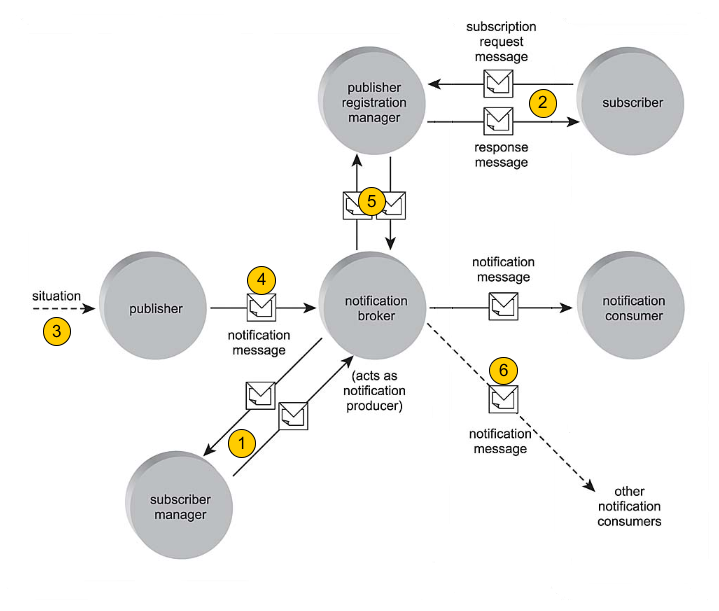 subscription
request
message
publisher
registration
manager
2
subscriber
response
message
5
situation
3
publisher
4
notification
message
notification
broker
(acts as
notification
producer)
notification
message
notification
consumer
6
notification
message
1
subscriber
manager
other
notification
consumers